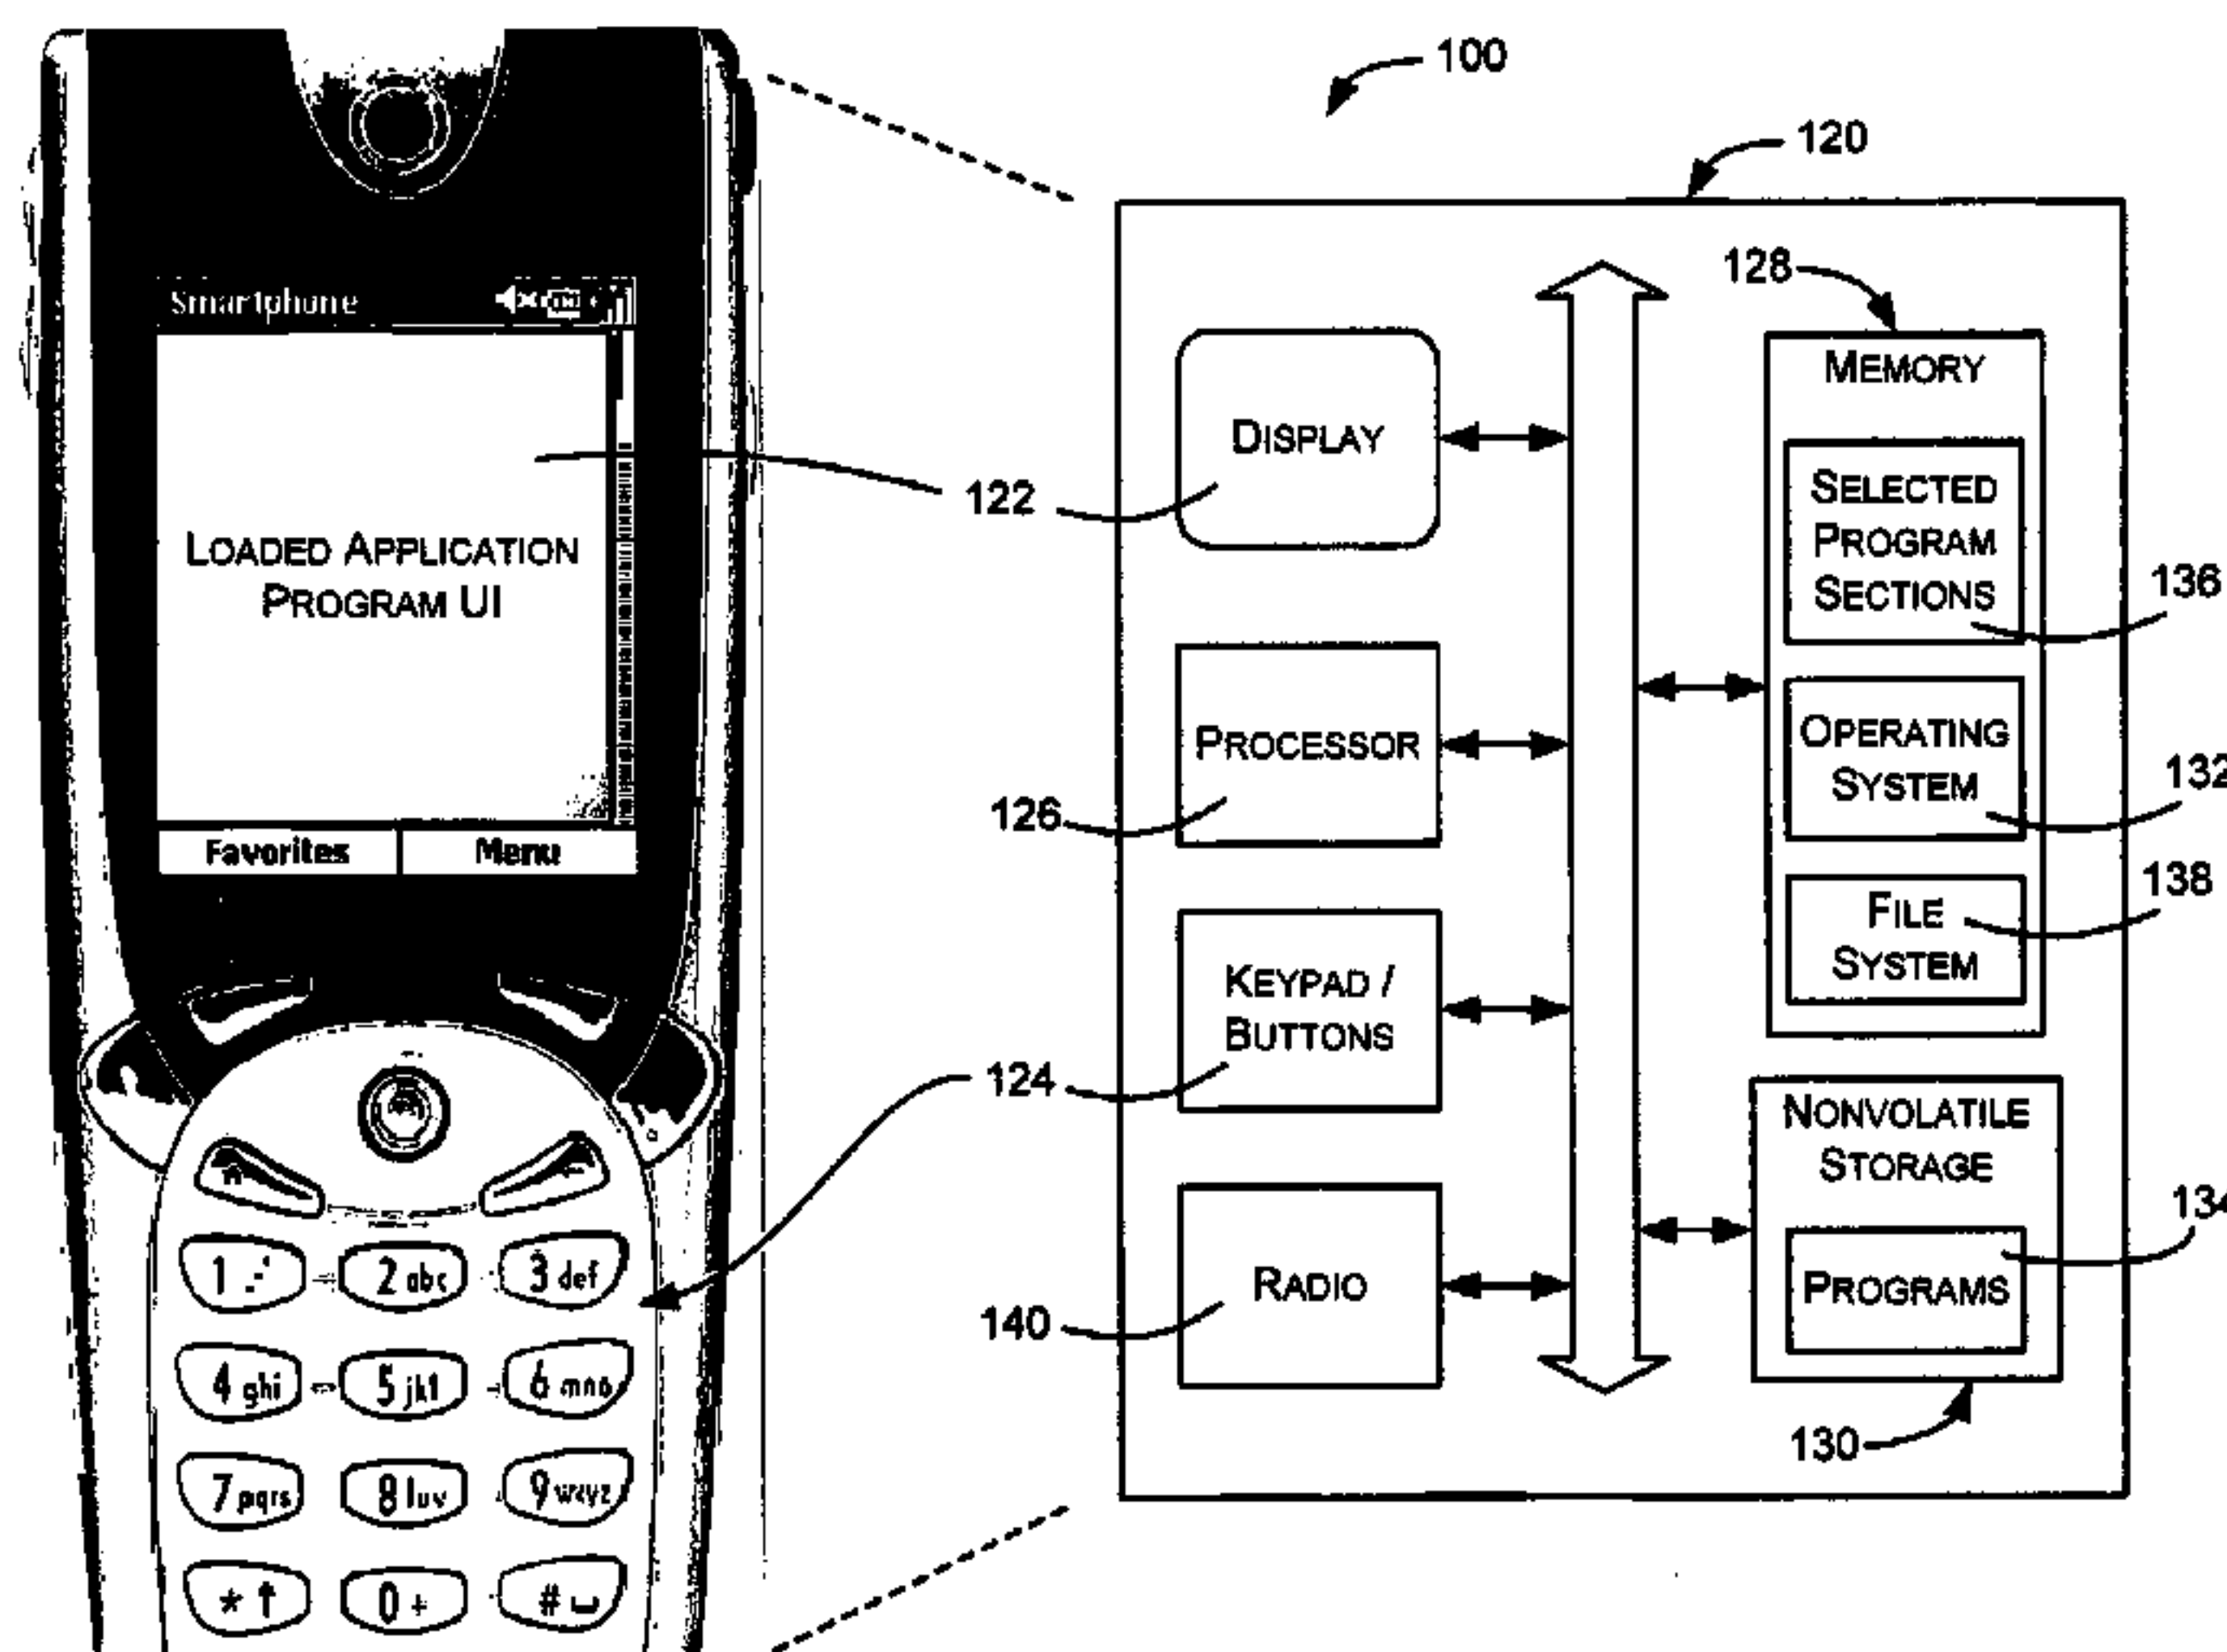 Smartphone
LOADED APPLICATION
PROGRAM UI
Favorites
Menu
1
2 abc
3 def
4 ghi
5 jkl
6 mno
7 pqrs
8 tuv
9 wxyz
* ↑
0 +
# ␣
100
120
122
DISPLAY
126
PROCESSOR
124
KEYPAD /
BUTTONS
140
RADIO
128
MEMORY
SELECTED
PROGRAM
SECTIONS
136
OPERATING
SYSTEM
132
FILE
SYSTEM
138
NONVOLATILE
STORAGE
PROGRAMS
134
130